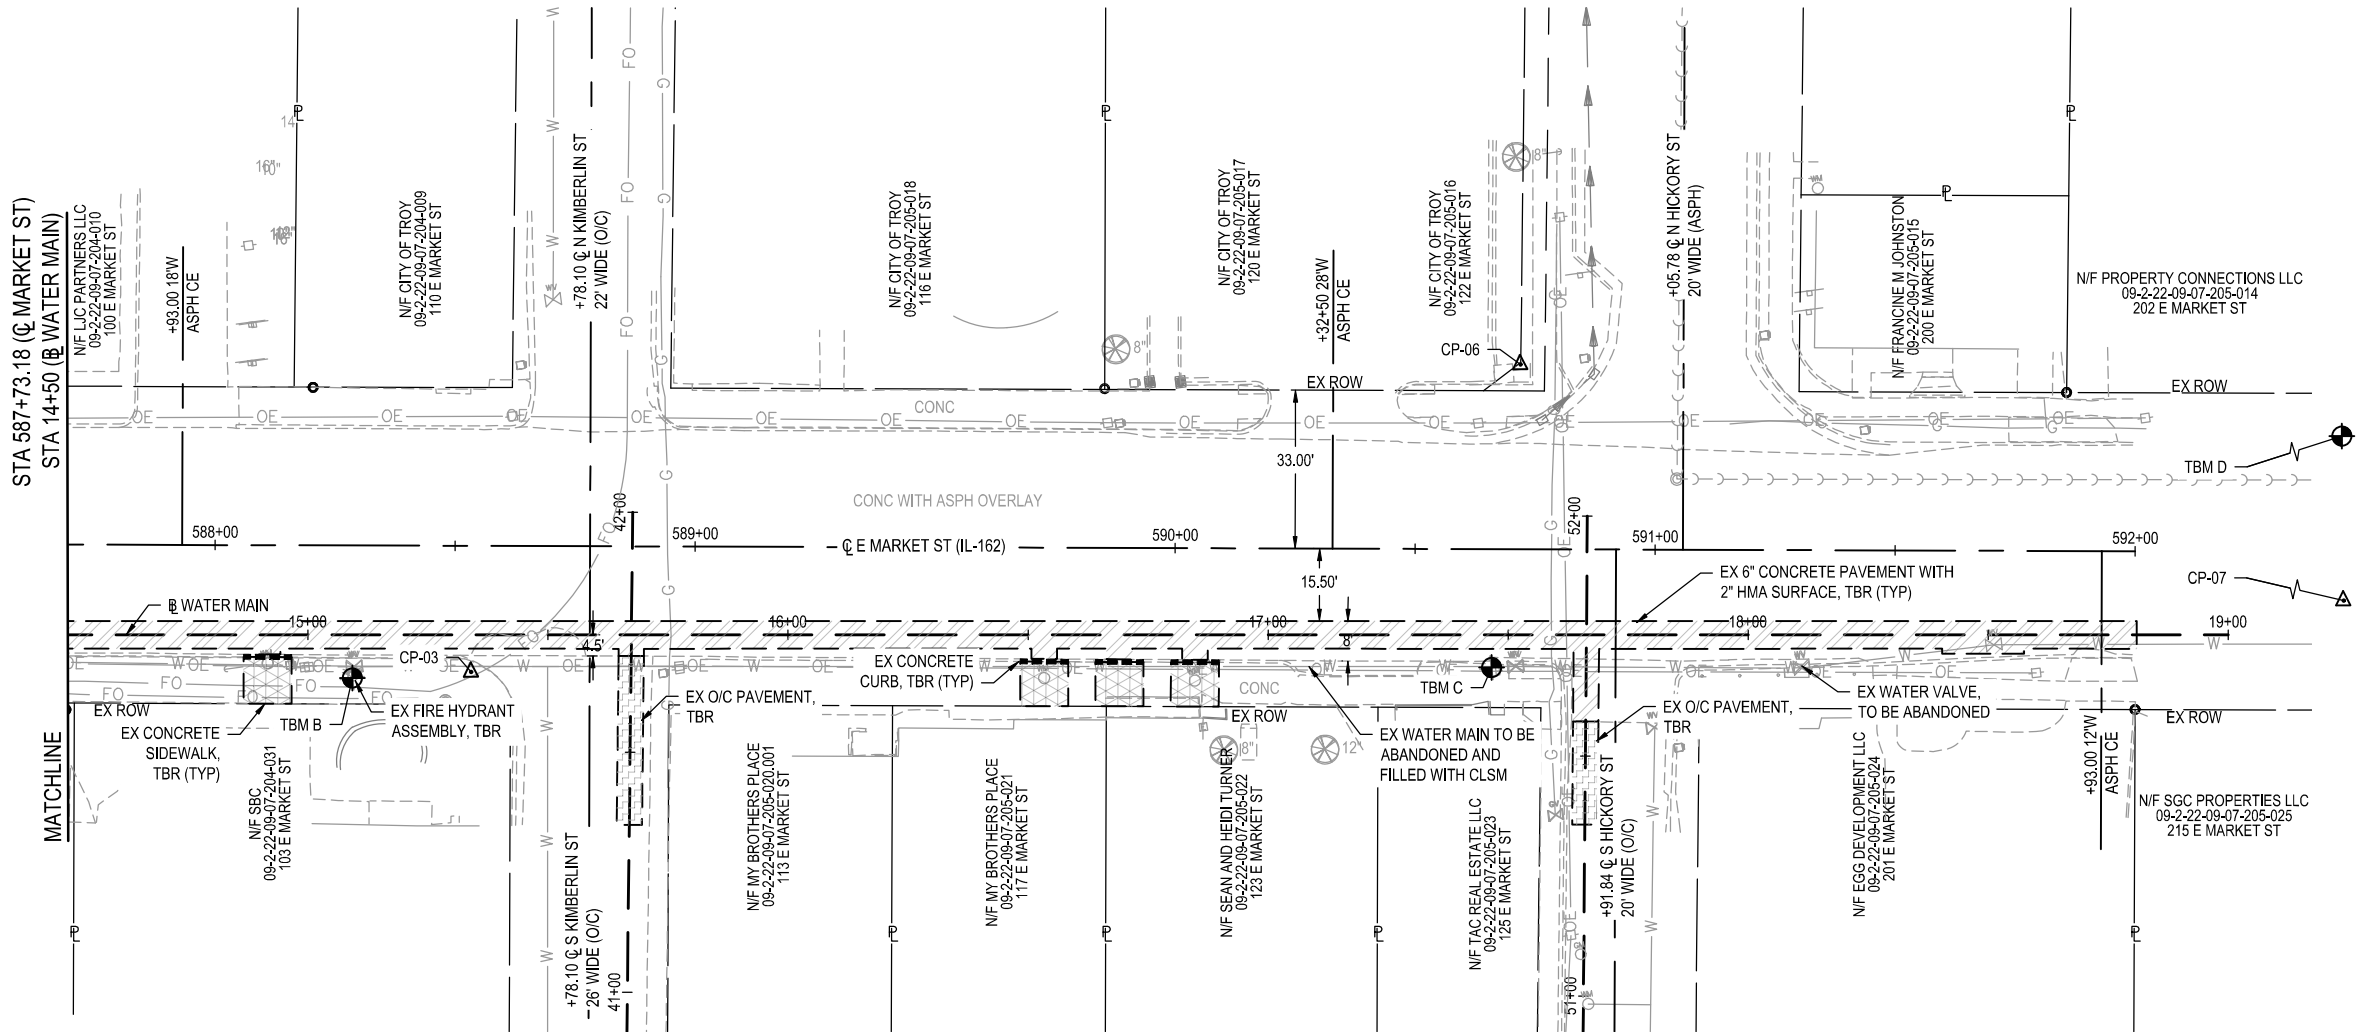 STA 587+73.18 (℄ MARKET ST)
STA 14+50 (B̸L WATER MAIN)
MATCHLINE
N/F LJC PARTNERS LLC
09-2-22-09-07-204-010
100 E MARKET ST
+93.00 18'W
ASPH CE
14
N/F CITY OF TROY
09-2-22-09-07-204-009
110 E MARKET ST
+78.10 ℄ N KIMBERLIN ST
22' WIDE (O/C)
N/F CITY OF TROY
09-2-22-09-07-205-018
116 E MARKET ST
N/F CITY OF TROY
09-2-22-09-07-205-017
120 E MARKET ST
+32+50 28'W
ASPH CE
N/F CITY OF TROY
09-2-22-09-07-205-016
122 E MARKET ST
8"
8"
CP-06
+05.78 ℄ N HICKORY ST
20' WIDE (ASPH)
N/F FRANCINE M JOHNSTON
09-2-22-09-07-205-015
200 E MARKET ST
N/F PROPERTY CONNECTIONS LLC
09-2-22-09-07-205-014
202 E MARKET ST
EX ROW
EX ROW
CONC
33.00'
TBM D
CONC WITH ASPH OVERLAY
42+00
52+00
588+00
589+00
590+00
591+00
592+00
℄ E MARKET ST (IL-162)
15.50'
EX 6" CONCRETE PAVEMENT WITH
2" HMA SURFACE, TBR (TYP)
CP-07
BL WATER MAIN
15+00
16+00
17+00
18+00
19+00
4.5'
8'
CP-03
EX CONCRETE
CURB, TBR (TYP)
CONC
TBM C
EX WATER VALVE,
TO BE ABANDONED
EX ROW
EX CONCRETE
SIDEWALK,
TBR (TYP)
TBM B
EX FIRE HYDRANT
ASSEMBLY, TBR
EX O/C PAVEMENT,
TBR
EX ROW
8"
12"
EX WATER MAIN TO BE
ABANDONED AND
FILLED WITH CLSM
EX O/C PAVEMENT,
TBR
EX ROW
N/F SBC
09-2-22-09-07-204-031
103 E MARKET ST
+78.10 ℄ S KIMBERLIN ST
26' WIDE (O/C)
41+00
N/F MY BROTHERS PLACE
09-2-22-09-07-205-020.001
113 E MARKET ST
N/F MY BROTHERS PLACE
09-2-22-09-07-205-021
117 E MARKET ST
N/F SEAN AND HEIDI TURNER
09-2-22-09-07-205-022
123 E MARKET ST
N/F TAC REAL ESTATE LLC
09-2-22-09-07-205-023
125 E MARKET ST
51+00
+91.84 ℄ S HICKORY ST
20' WIDE (O/C)
N/F EGG DEVELOPMENT LLC
09-2-22-09-07-205-024
201 E MARKET ST
+93.00 12'W
ASPH CE
N/F SGC PROPERTIES LLC
09-2-22-09-07-205-025
215 E MARKET ST